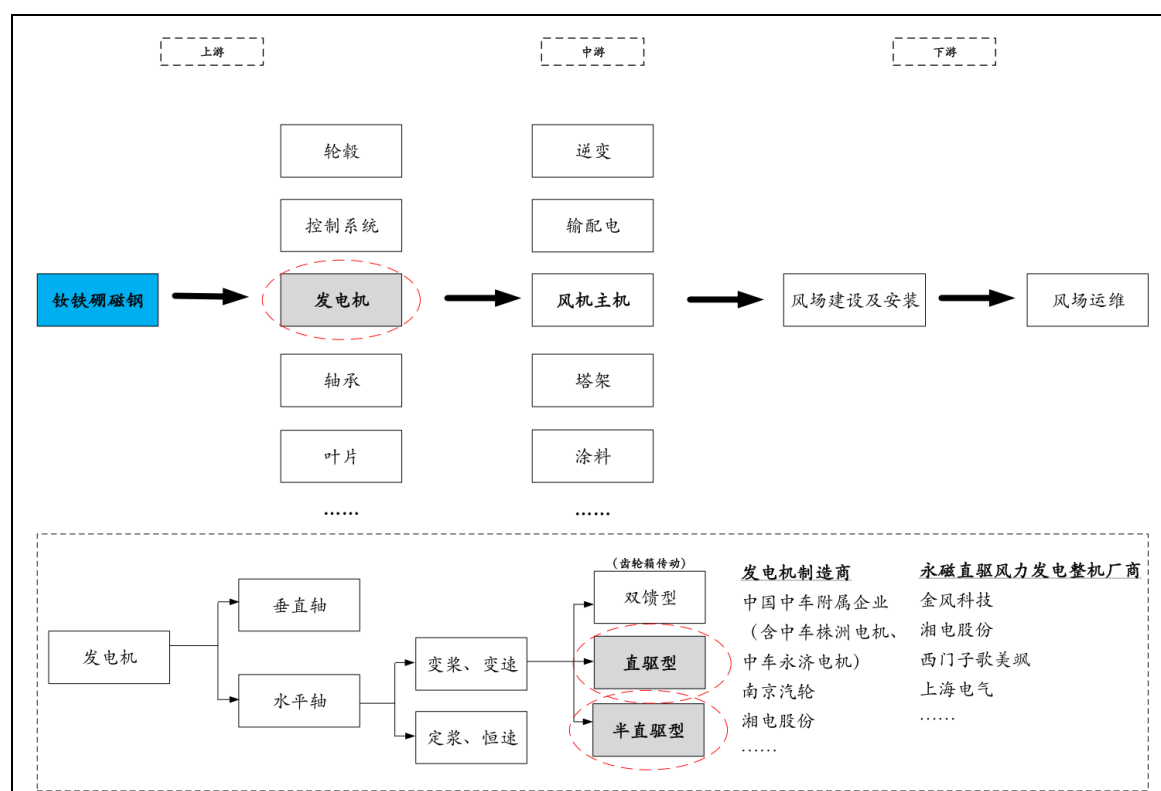 上游
中游
下游
轮毂
逆变
控制系统
输配电
钕铁硼磁钢
发电机
风机主机
风场建设及安装
风场运维
轴承
塔架
叶片
涂料
……
……
发电机
垂直轴
水平轴
变桨、变速
定桨、恒速
(齿轮箱传动)
双馈型
直驱型
半直驱型
发电机制造商
中国中车附属企业
（含中车株洲电机、
中车永济电机）
南京汽轮
湘电股份
……
永磁直驱风力发电整机厂商
金风科技
湘电股份
西门子歌美飒
上海电气
……